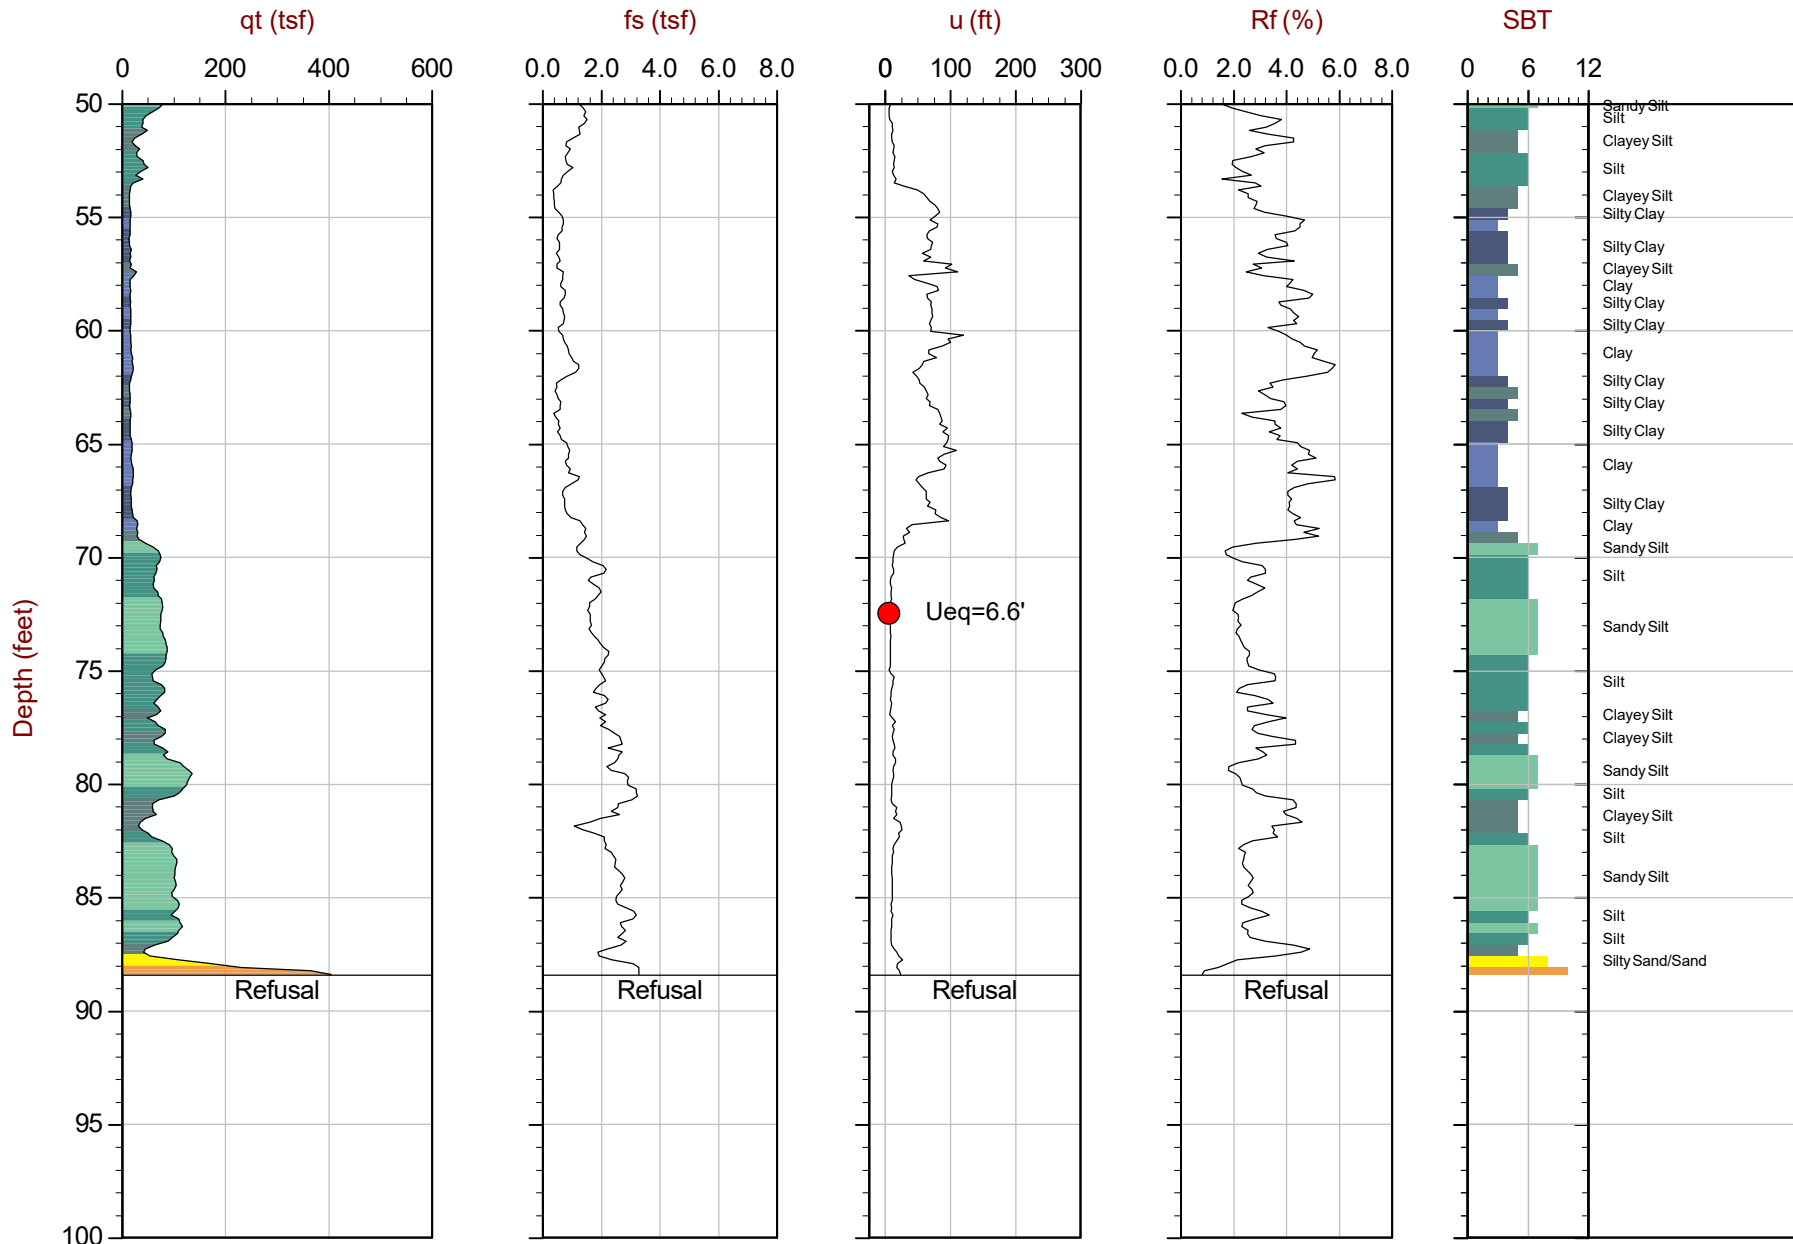 qt (tsf) fs (tsf) u (ft) Rf (%) SBT
0 200 400 600 0.0 2.0 4.0 6.0 8.0 0 100 200 300 0.0 2.0 4.0 6.0 8.0 0 6 12
50
55
60
65
70
75
80
85
90
95
100
Depth (feet)
Ueq=6.6'
Refusal Refusal Refusal Refusal
Sandy Silt
Silt
Clayey Silt
Silt
Clayey Silt
Silty Clay
Silty Clay
Clayey Silt
Clay
Silty Clay
Silty Clay
Clay
Silty Clay
Silty Clay
Silty Clay
Clay
Silty Clay
Clay
Sandy Silt
Silt
Sandy Silt
Silt
Clayey Silt
Clayey Silt
Sandy Silt
Silt
Clayey Silt
Silt
Sandy Silt
Silt
Silt
Silty Sand/Sand